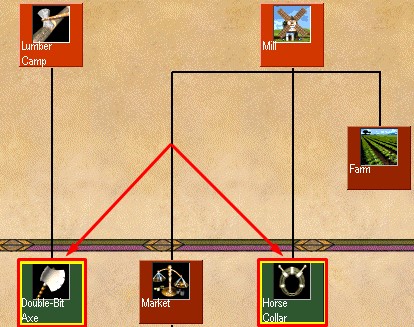 Lumber
Camp
Mill
Farm
Double-Bit
Axe
Market
Horse
Collar